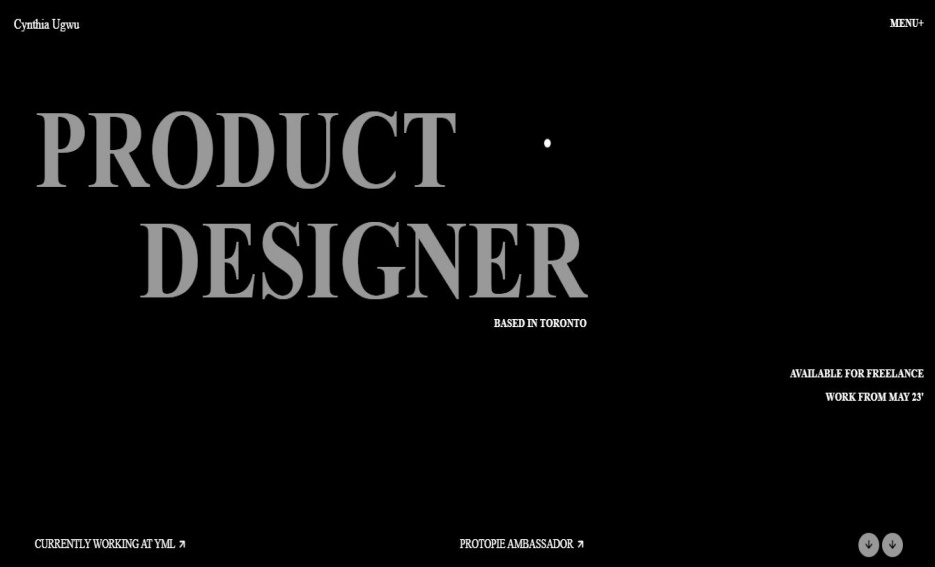 Cynthia Ugwu
MENU+
PRODUCT
DESIGNER
BASED IN TORONTO
AVAILABLE FOR FREELANCE
WORK FROM MAY 23'
CURRENTLY WORKING AT YML
PROTOPIE AMBASSADOR